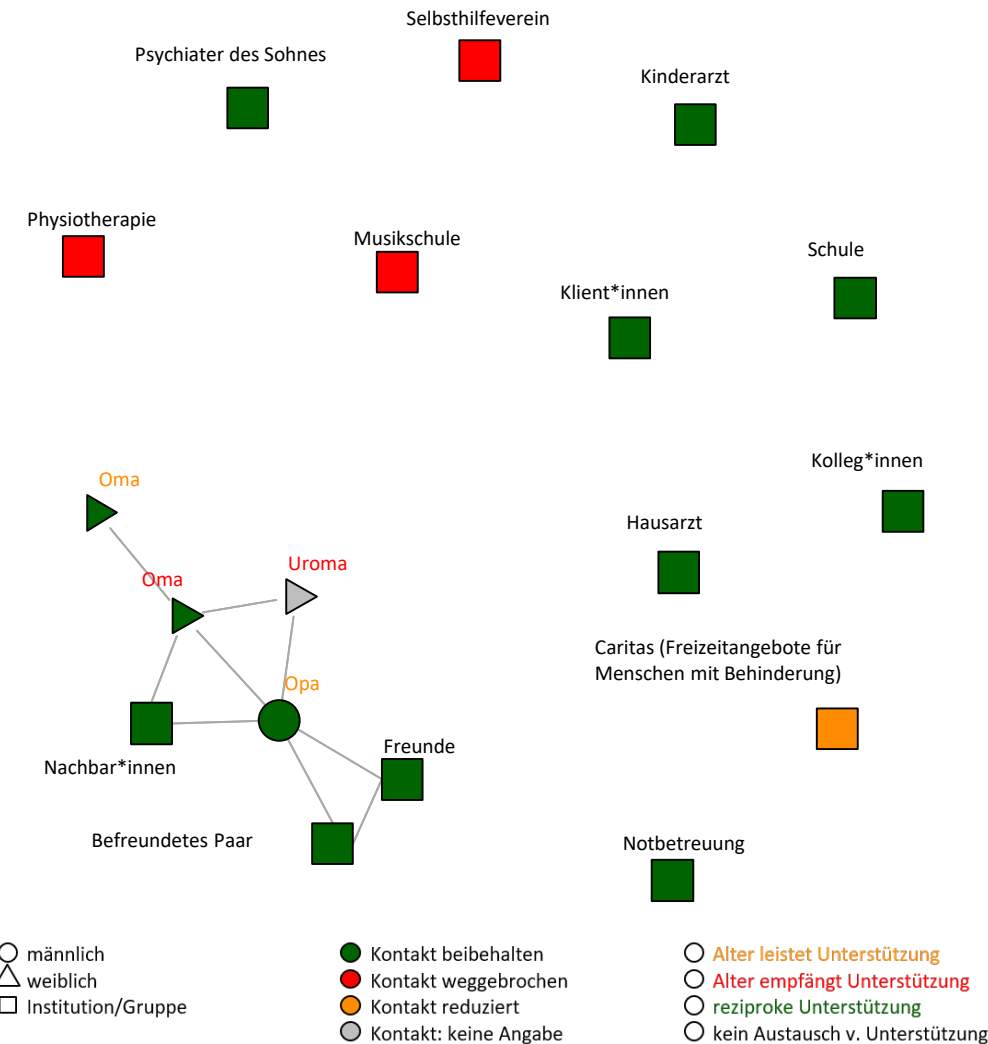 Selbsthilfeverein
Psychiater des Sohnes
Kinderarzt
Physiotherapie
Musikschule
Schule
Klient*innen
Kolleg*innen
Oma
Hausarzt
Oma
Uroma
Caritas (Freizeitangebote für
Menschen mit Behinderung)
Opa
Freunde
Nachbar*innen
Befreundetes Paar
Notbetreuung
männlich
weiblich
Institution/Gruppe
Kontakt beibehalten
Kontakt weggebrochen
Kontakt reduziert
Kontakt: keine Angabe
Alter leistet Unterstützung
Alter empfängt Unterstützung
reziproke Unterstützung
kein Austausch v. Unterstützung